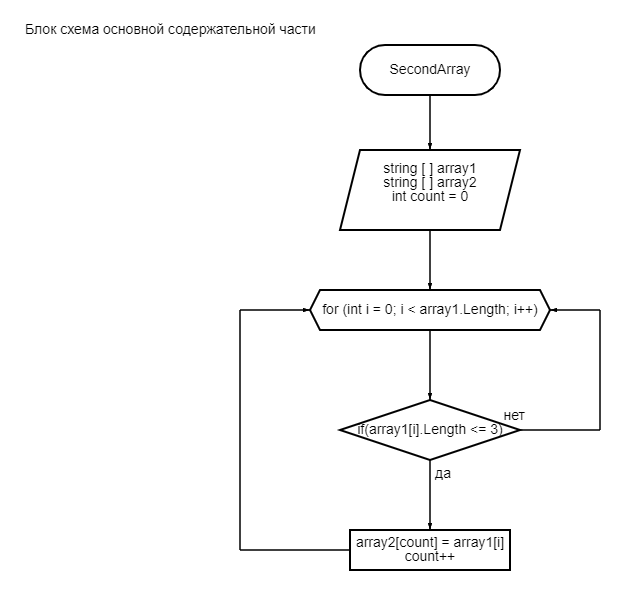 Блок схема основной содержательной части
SecondArray
string [ ] array1
string [ ] array2
int count = 0
for (int i = 0; i < array1.Length; i++)
нет
if(array1[i].Length <= 3)
да
array2[count] = array1[i]
count++